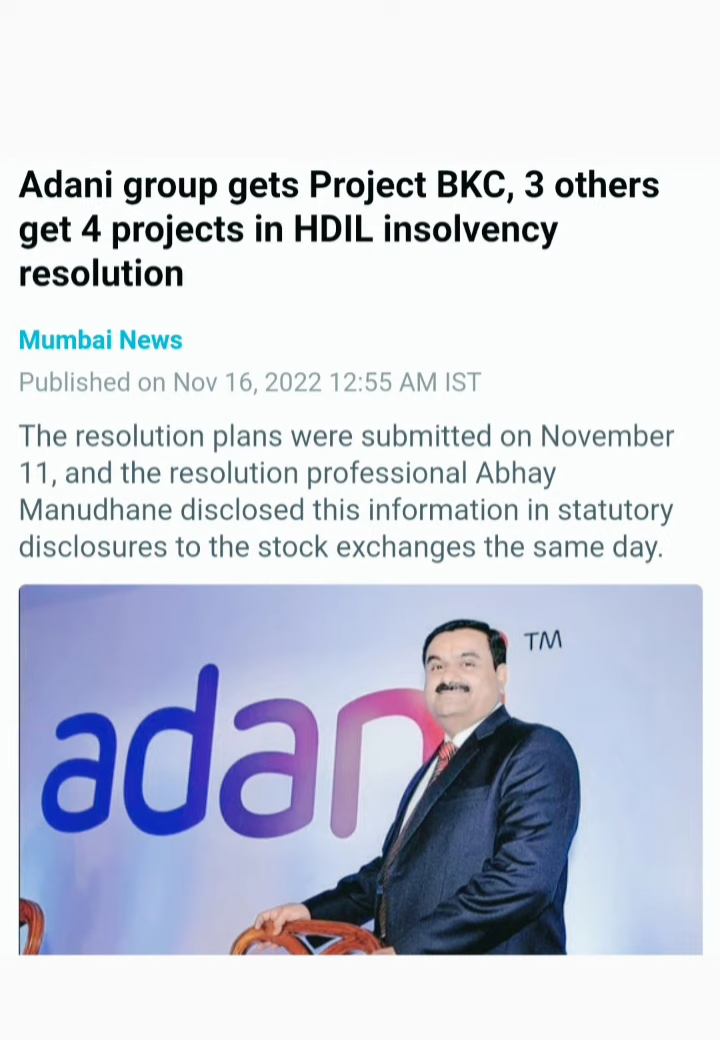 Adani group gets Project BKC, 3 others
get 4 projects in HDIL insolvency
resolution
Mumbai News
Published on Nov 16, 2022 12:55 AM IST
The resolution plans were submitted on November
11, and the resolution professional Abhay
Manudhane disclosed this information in statutory
disclosures to the stock exchanges the same day.
TM
adan